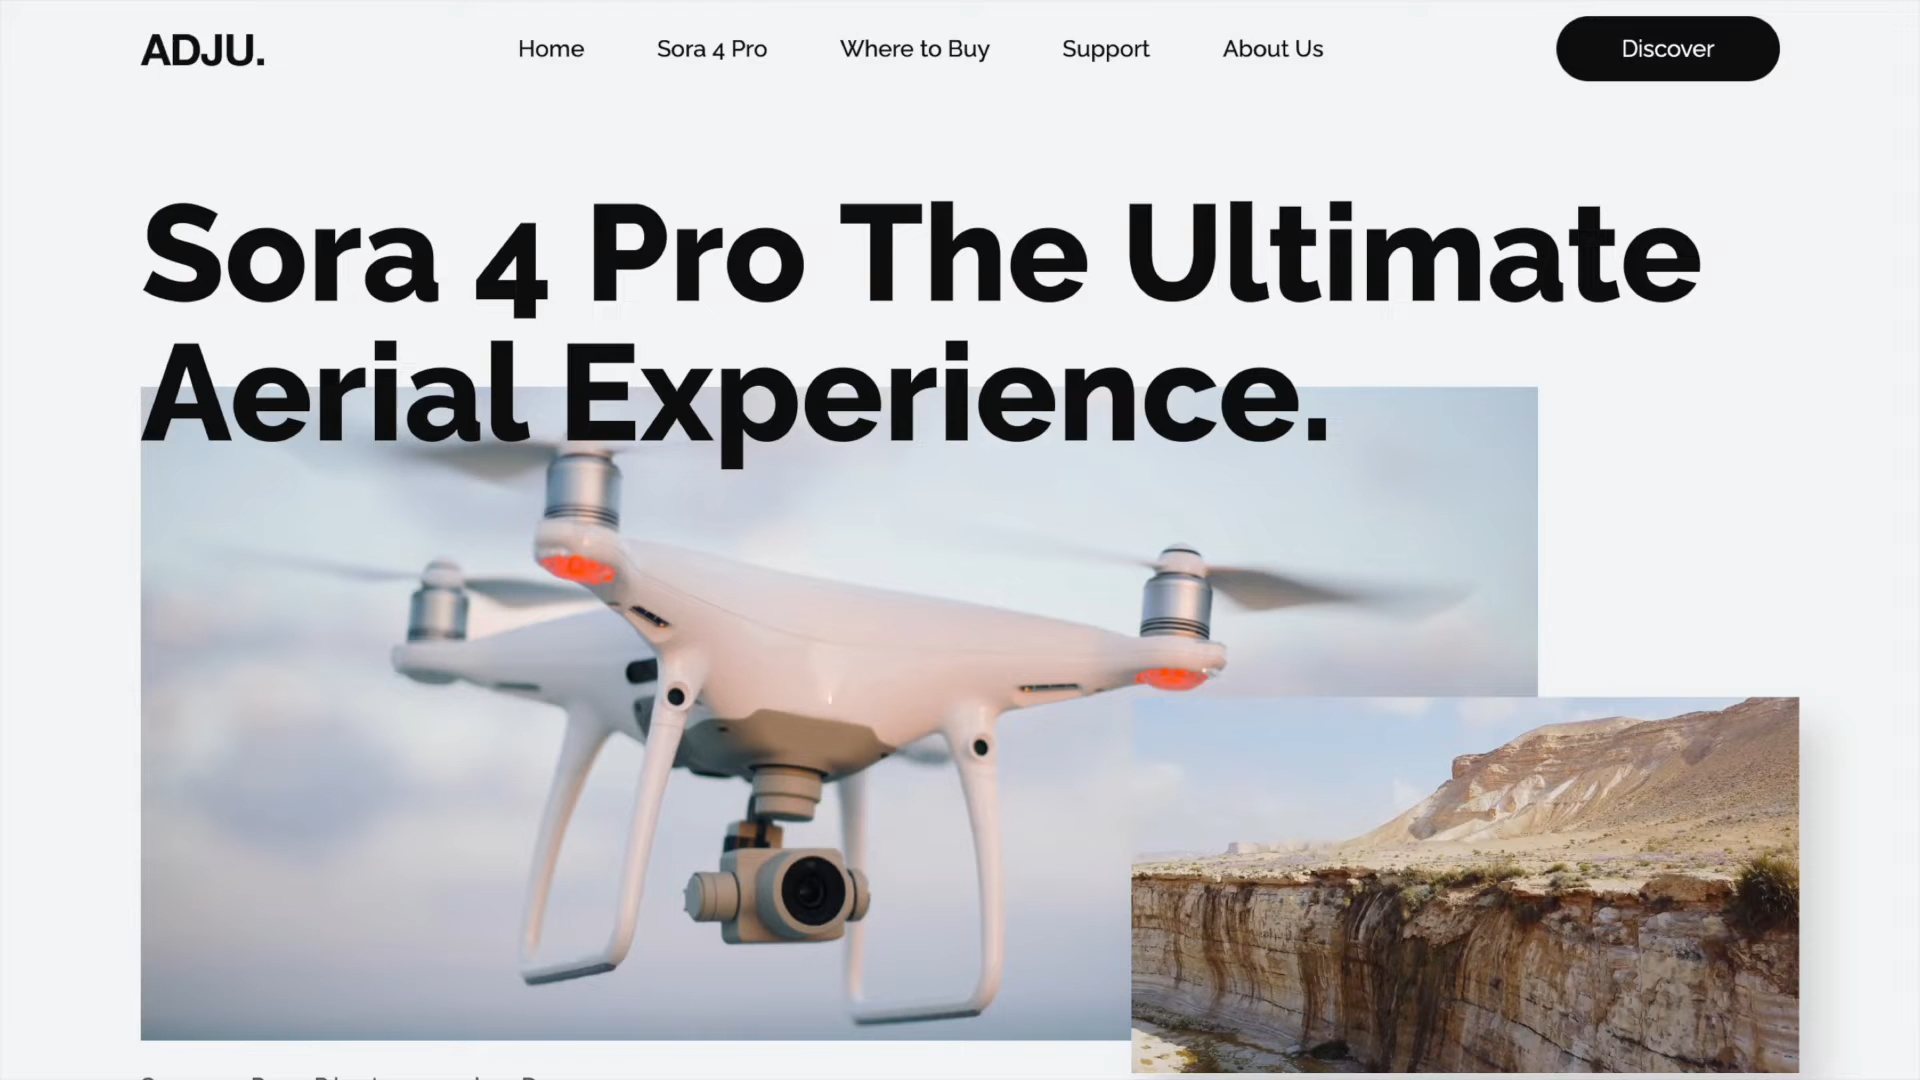 ADJU.
Home
Sora 4 Pro
Where to Buy
Support
About Us
Discover
Sora 4 Pro The Ultimate
Aerial Experience.